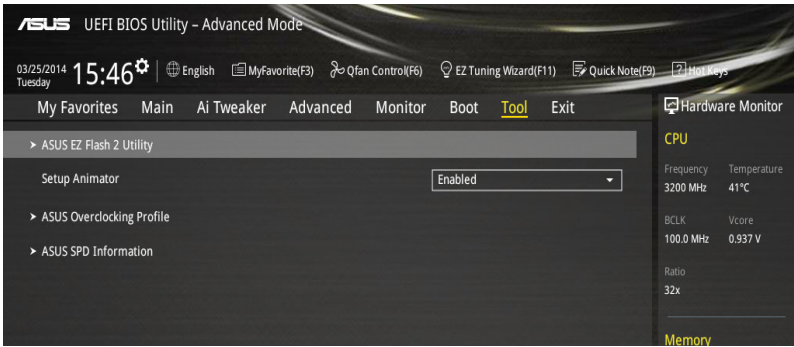 ASUS UEFI BIOS Utility – Advanced Mode
03/25/2014
Tuesday
15:46
English MyFavorite(F3) Qfan Control(F6) EZ Tuning Wizard(F11) Quick Note(F9) ? Hot Keys
My Favorites Main Ai Tweaker Advanced Monitor Boot Tool Exit
> ASUS EZ Flash 2 Utility
Setup Animator Enabled
> ASUS Overclocking Profile
> ASUS SPD Information
Hardware Monitor
CPU
Frequency Temperature
3200 MHz 41°C
BCLK Vcore
100.0 MHz 0.937 V
Ratio
32x
Memory